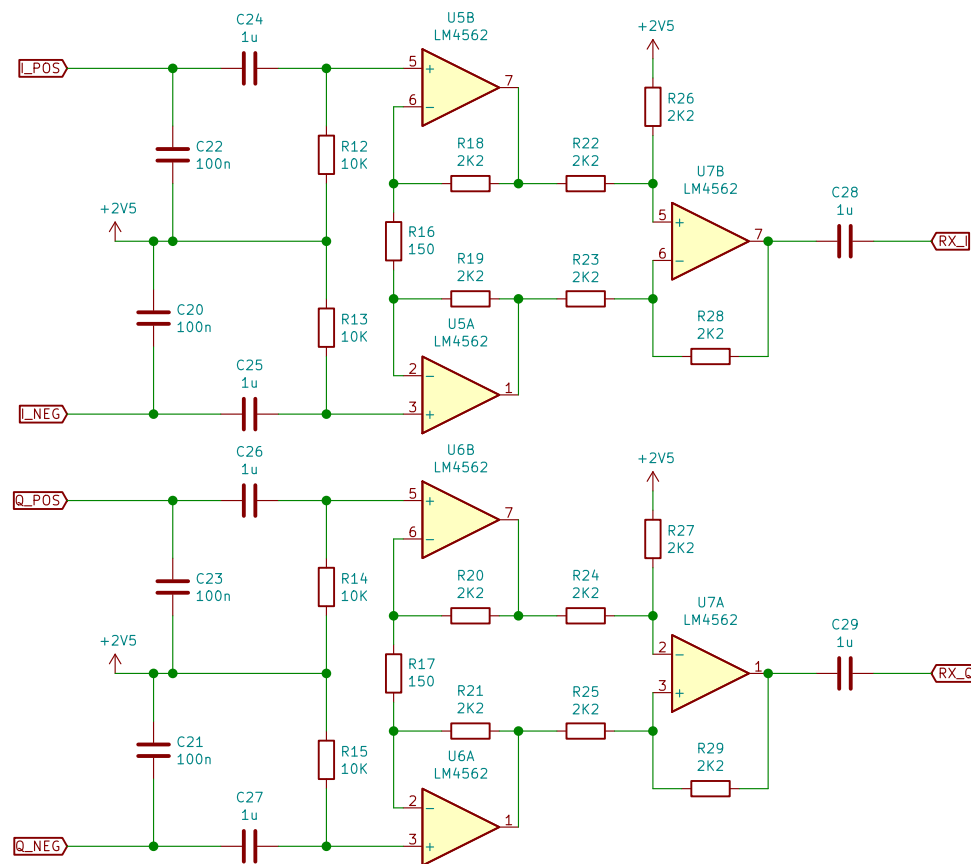 C24
1u
U5B
LM4562
+2V5
I_POS
5
+
7
6
−
R26
2K2
C22
100n
R12
10K
R18
2K2
R22
2K2
U7B
LM4562
C28
1u
+2V5
R16
150
5
+
7
6
−
RX_I
R19
2K2
R23
2K2
C20
100n
R13
10K
U5A
LM4562
R28
2K2
C25
1u
2
−
1
3
+
I_NEG
C26
1u
U6B
LM4562
+2V5
Q_POS
5
+
7
6
−
R27
2K2
C23
100n
R14
10K
R20
2K2
R24
2K2
U7A
LM4562
C29
1u
+2V5
R17
150
2
−
1
3
+
RX_Q
R21
2K2
R25
2K2
C21
100n
R15
10K
U6A
LM4562
R29
2K2
C27
1u
2
−
1
3
+
Q_NEG